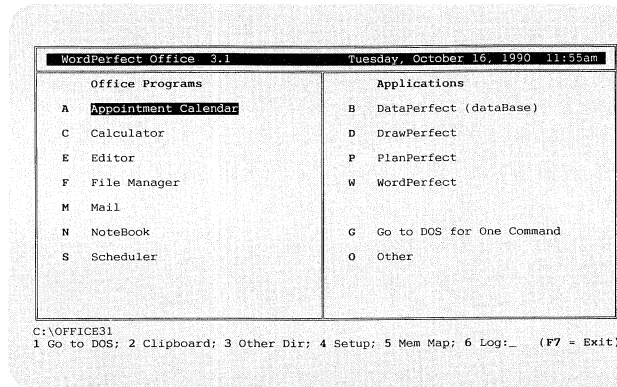 WordPerfect Office 3.1 Tuesday, October 16, 1990 11:55am
Office Programs Applications
A Appointment Calendar B DataPerfect (dataBase)
C Calculator D DrawPerfect
E Editor P PlanPerfect
F File Manager W WordPerfect
M Mail
N NoteBook G Go to DOS for One Command
S Scheduler O Other
C:\OFFICE31
1 Go to DOS; 2 Clipboard; 3 Other Dir; 4 Setup; 5 Mem Map; 6 Log:_ (F7 = Exit)